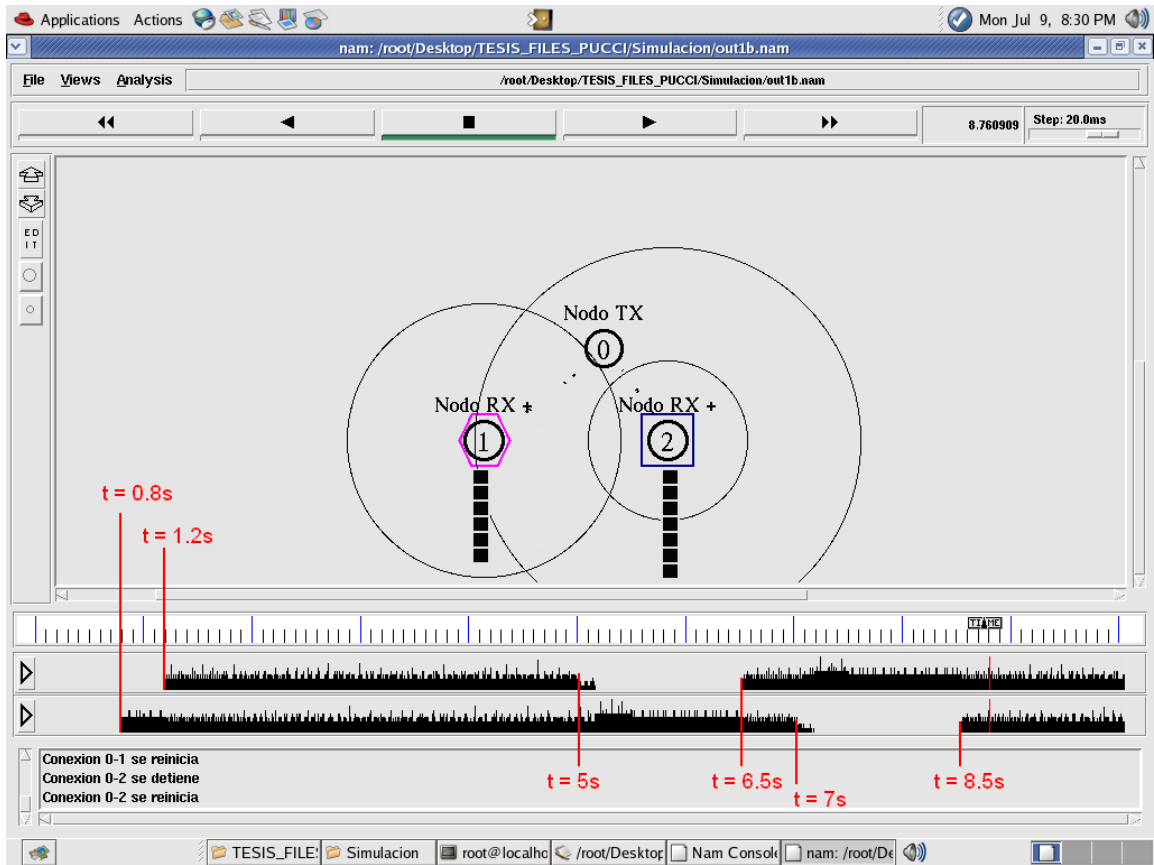 Applications Actions Mon Jul 9, 8:30 PM
nam: /root/Desktop/TESIS_FILES_PUCCI/Simulacion/out1b.nam
File Views Analysis /root/Desktop/TESIS_FILES_PUCCI/Simulacion/out1b.nam
8.760909 Step: 20.0ms
E D
I T
Nodo TX
0
Nodo RX + Nodo RX +
1 2
t = 0.8s
t = 1.2s
TIME
t = 5s t = 6.5s t = 8.5s
t = 7s
Conexion 0-1 se reinicia
Conexion 0-2 se detiene
Conexion 0-2 se reinicia
TESIS_FILE Simulacion root@localho /root/Desktop Nam Console nam: /root/De